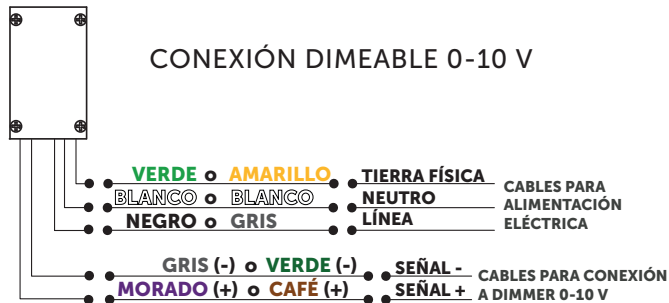 CONEXIÓN DIMEABLE 0-10 V
VERDE o AMARILLO TIERRA FÍSICA
BLANCO o BLANCO NEUTRO
NEGRO o GRIS LÍNEA
CABLES PARA
ALIMENTACIÓN
ELÉCTRICA
GRIS (-) o VERDE (-) SEÑAL -
MORADO (+) o CAFÉ (+) SEÑAL +
CABLES PARA CONEXIÓN
A DIMMER 0-10 V